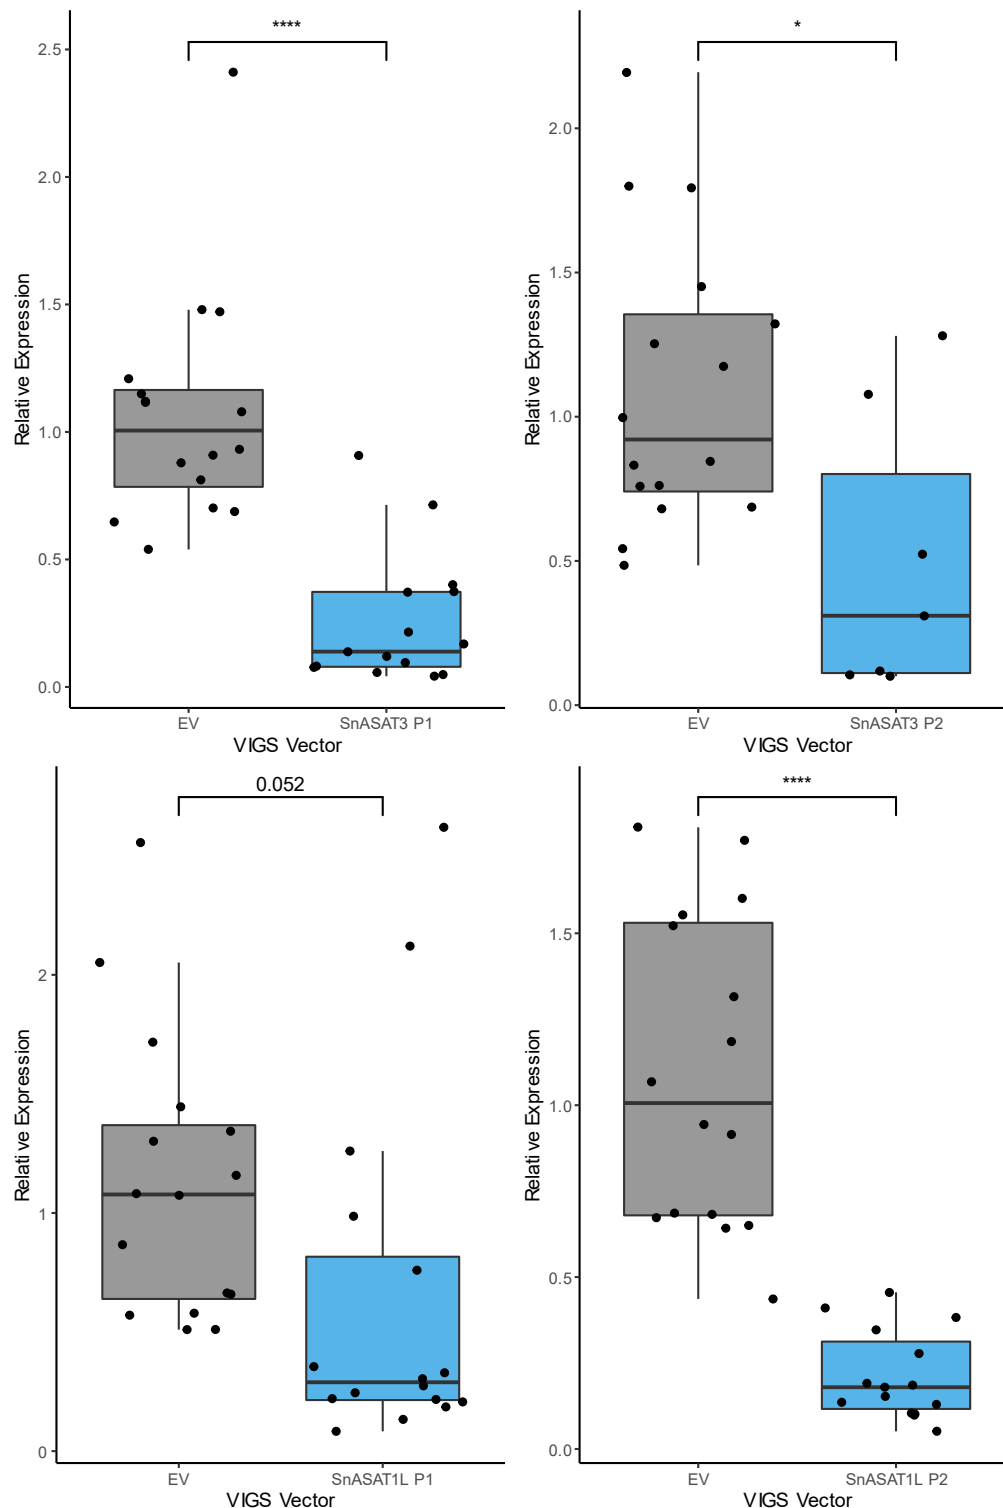 ****
2.5
2.0
1.5
1.0
0.5
0.0
Relative Expression
EV
SnASAT3 P1
VIGS Vector
*
2.0
1.5
1.0
0.5
0.0
Relative Expression
EV
SnASAT3 P2
VIGS Vector
0.052
2
1
0
Relative Expression
EV
SnASAT1L P1
VIGS Vector
****
1.5
1.0
0.5
0.0
Relative Expression
EV
SnASAT1L P2
VIGS Vector